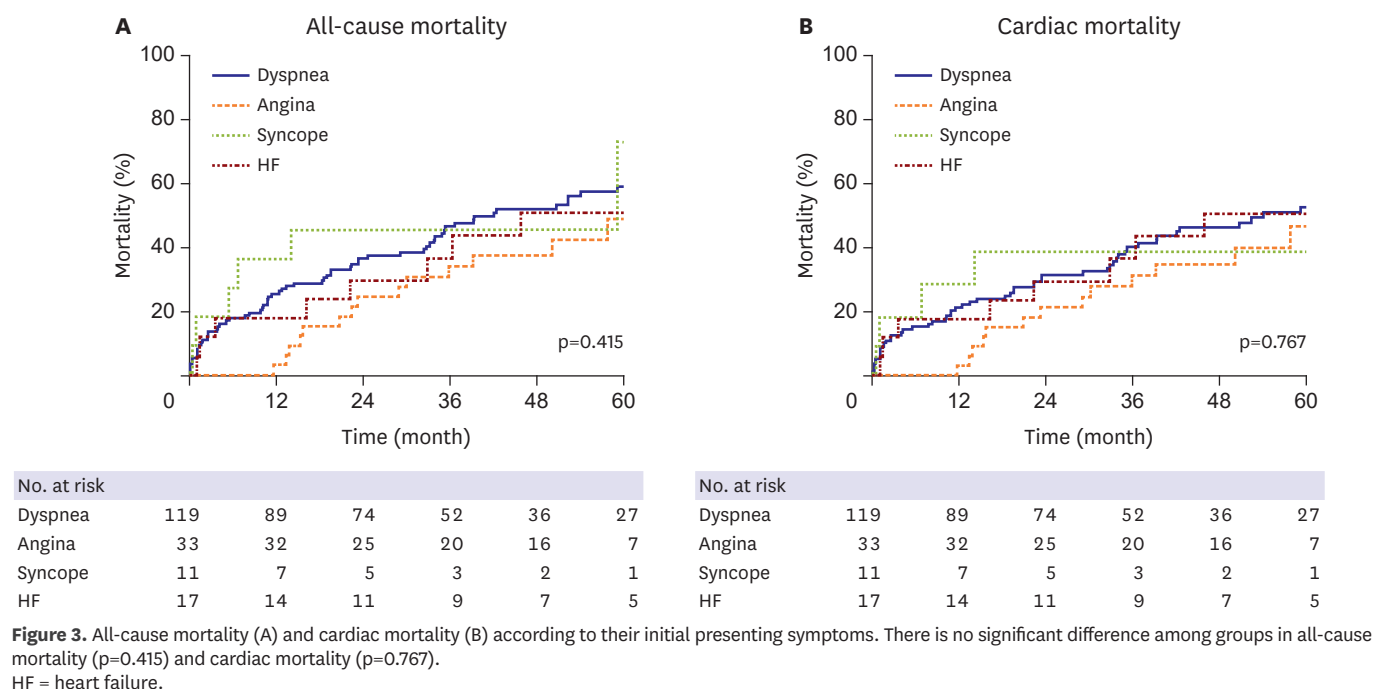 A All-cause mortality
100
80
60
40
20
Mortality (%)
Dyspnea
Angina
Syncope
HF
p=0.415
0 12 24 36 48 60
Time (month)
No. at risk
Dyspnea 119 89 74 52 36 27
Angina 33 32 25 20 16 7
Syncope 11 7 5 3 2 1
HF 17 14 11 9 7 5
B Cardiac mortality
100
80
60
40
20
Mortality (%)
Dyspnea
Angina
Syncope
HF
p=0.767
0 12 24 36 48 60
Time (month)
No. at risk
Dyspnea 119 89 74 52 36 27
Angina 33 32 25 20 16 7
Syncope 11 7 5 3 2 1
HF 17 14 11 9 7 5
Figure 3. All-cause mortality (A) and cardiac mortality (B) according to their initial presenting symptoms. There is no significant difference among groups in all-cause
mortality (p=0.415) and cardiac mortality (p=0.767).
HF = heart failure.